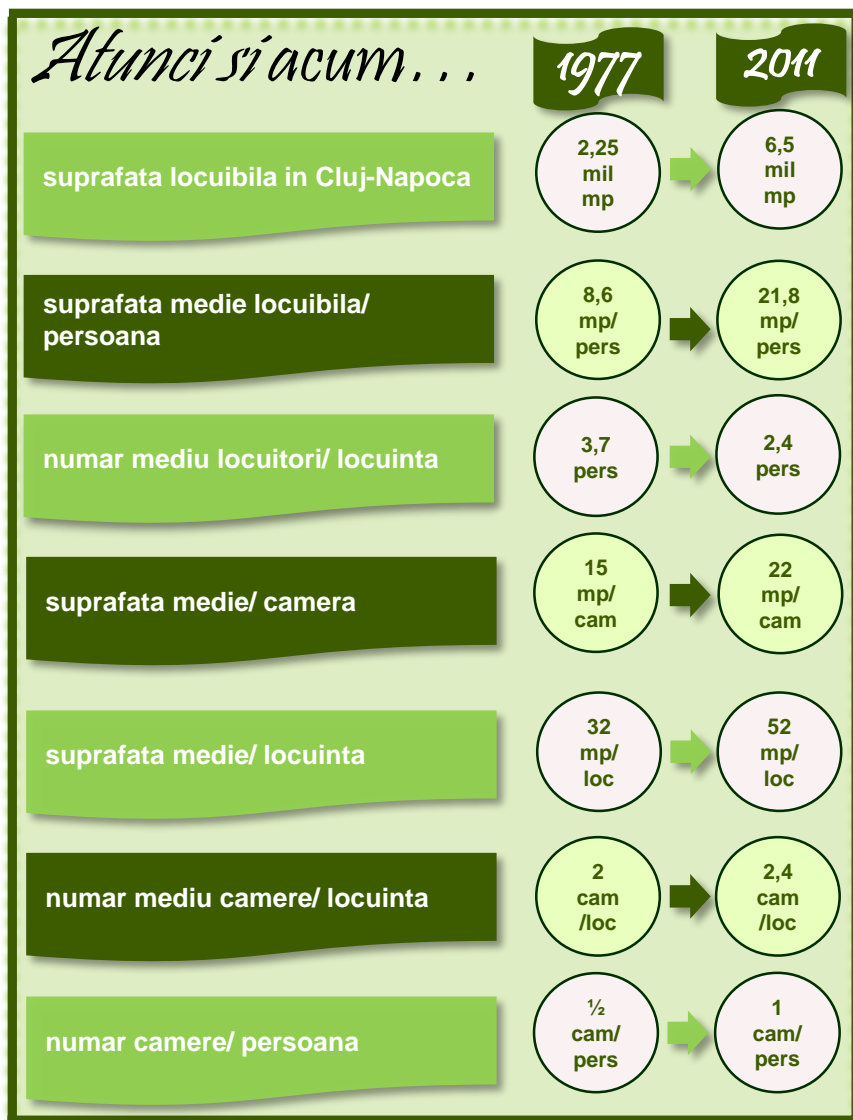 Atunci si acum...
1977
2011
suprafata locuibila in Cluj-Napoca
2,25
mil
mp
6,5
mil
mp
suprafata medie locuibila/
persoana
8,6
mp/
pers
21,8
mp/
pers
numar mediu locuitori/ locuinta
3,7
pers
2,4
pers
suprafata medie/ camera
15
mp/
cam
22
mp/
cam
suprafata medie/ locuinta
32
mp/
loc
52
mp/
loc
numar mediu camere/ locuinta
2
cam
/loc
2,4
cam
/loc
numar camere/ persoana
½
cam/
pers
1
cam/
pers